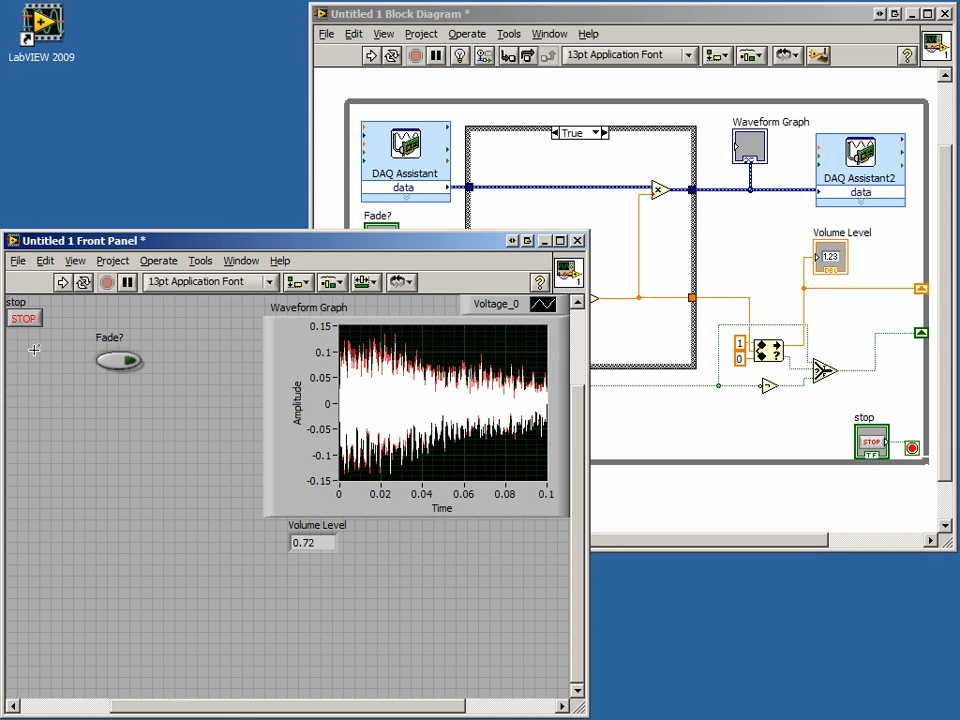 LabVIEW 2009
Untitled 1 Block Diagram *
File Edit View Project Operate Tools Window Help
13pt Application Font
?
1
True
Waveform Graph
DAQ Assistant
data
DAQ Assistant2
data
Fade?
Volume Level
1.23
DBL
1
0
?
stop
STOP
TF
Untitled 1 Front Panel *
File Edit View Project Operate Tools Window Help
13pt Application Font
?
1
stop
STOP
Fade?
Waveform Graph
Voltage_0
0.15
0.1
0.05
0
-0.05
-0.1
-0.15
Amplitude
0 0.02 0.04 0.06 0.08 0.1
Time
Volume Level
0.72